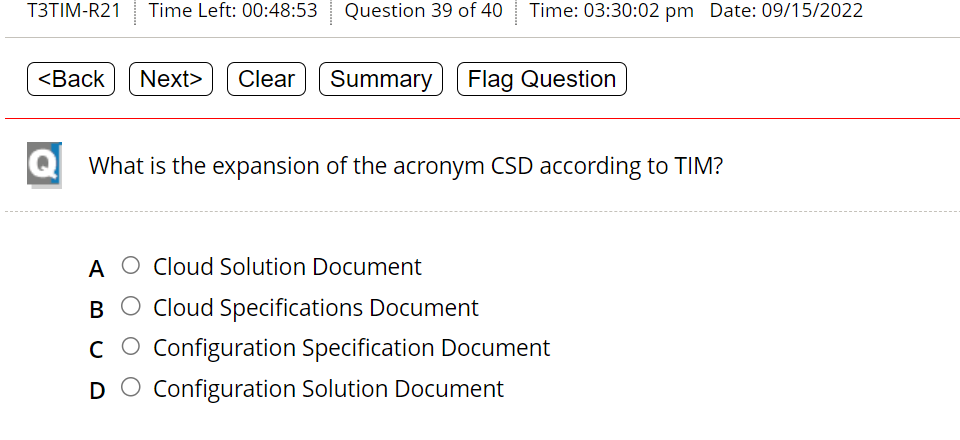 T3TIM-R21 Time Left: 00:48:53 Question 39 of 40 Time: 03:30:02 pm Date: 09/15/2022
<Back Next> Clear Summary Flag Question
Q What is the expansion of the acronym CSD according to TIM?
A Cloud Solution Document
B Cloud Specifications Document
C Configuration Specification Document
D Configuration Solution Document